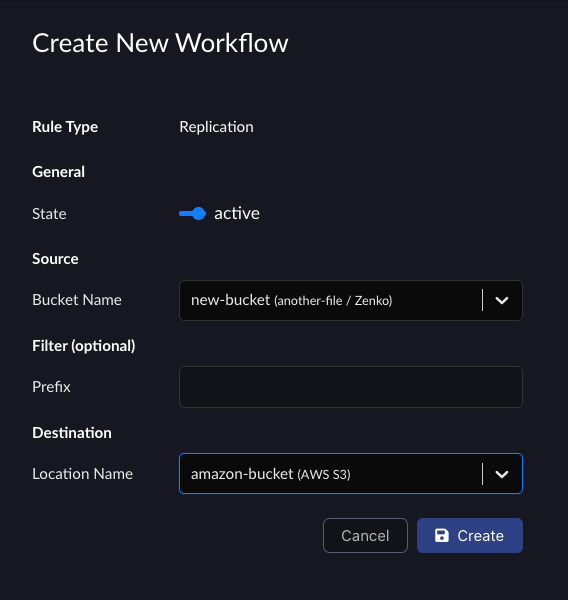 Create New Workflow
Rule Type Replication
General
State active
Source
Bucket Name new-bucket (another-file / Zenko)
Filter (optional)
Prefix
Destination
Location Name amazon-bucket (AWS S3)
Cancel Create